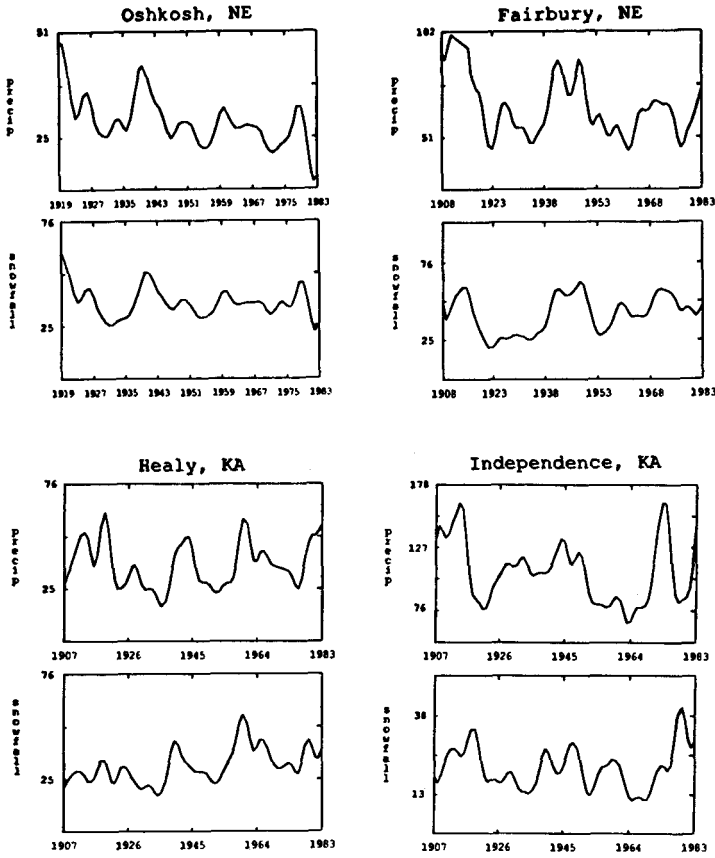 Oshkosh, NE
51
precip
25
1919 1927 1935 1943 1951 1959 1967 1975 1983
76
snowfall
25
1919 1927 1935 1943 1951 1959 1967 1975 1983
Fairbury, NE
102
precip
51
1908 1923 1938 1953 1968 1983
76
snowfall
25
1908 1923 1938 1953 1968 1983
Healy, KA
76
precip
25
1907 1926 1945 1964 1983
76
snowfall
25
1907 1926 1945 1964 1983
Independence, KA
178
precip
127
76
1907 1926 1945 1964 1983
38
snowfall
13
1907 1926 1945 1964 1983